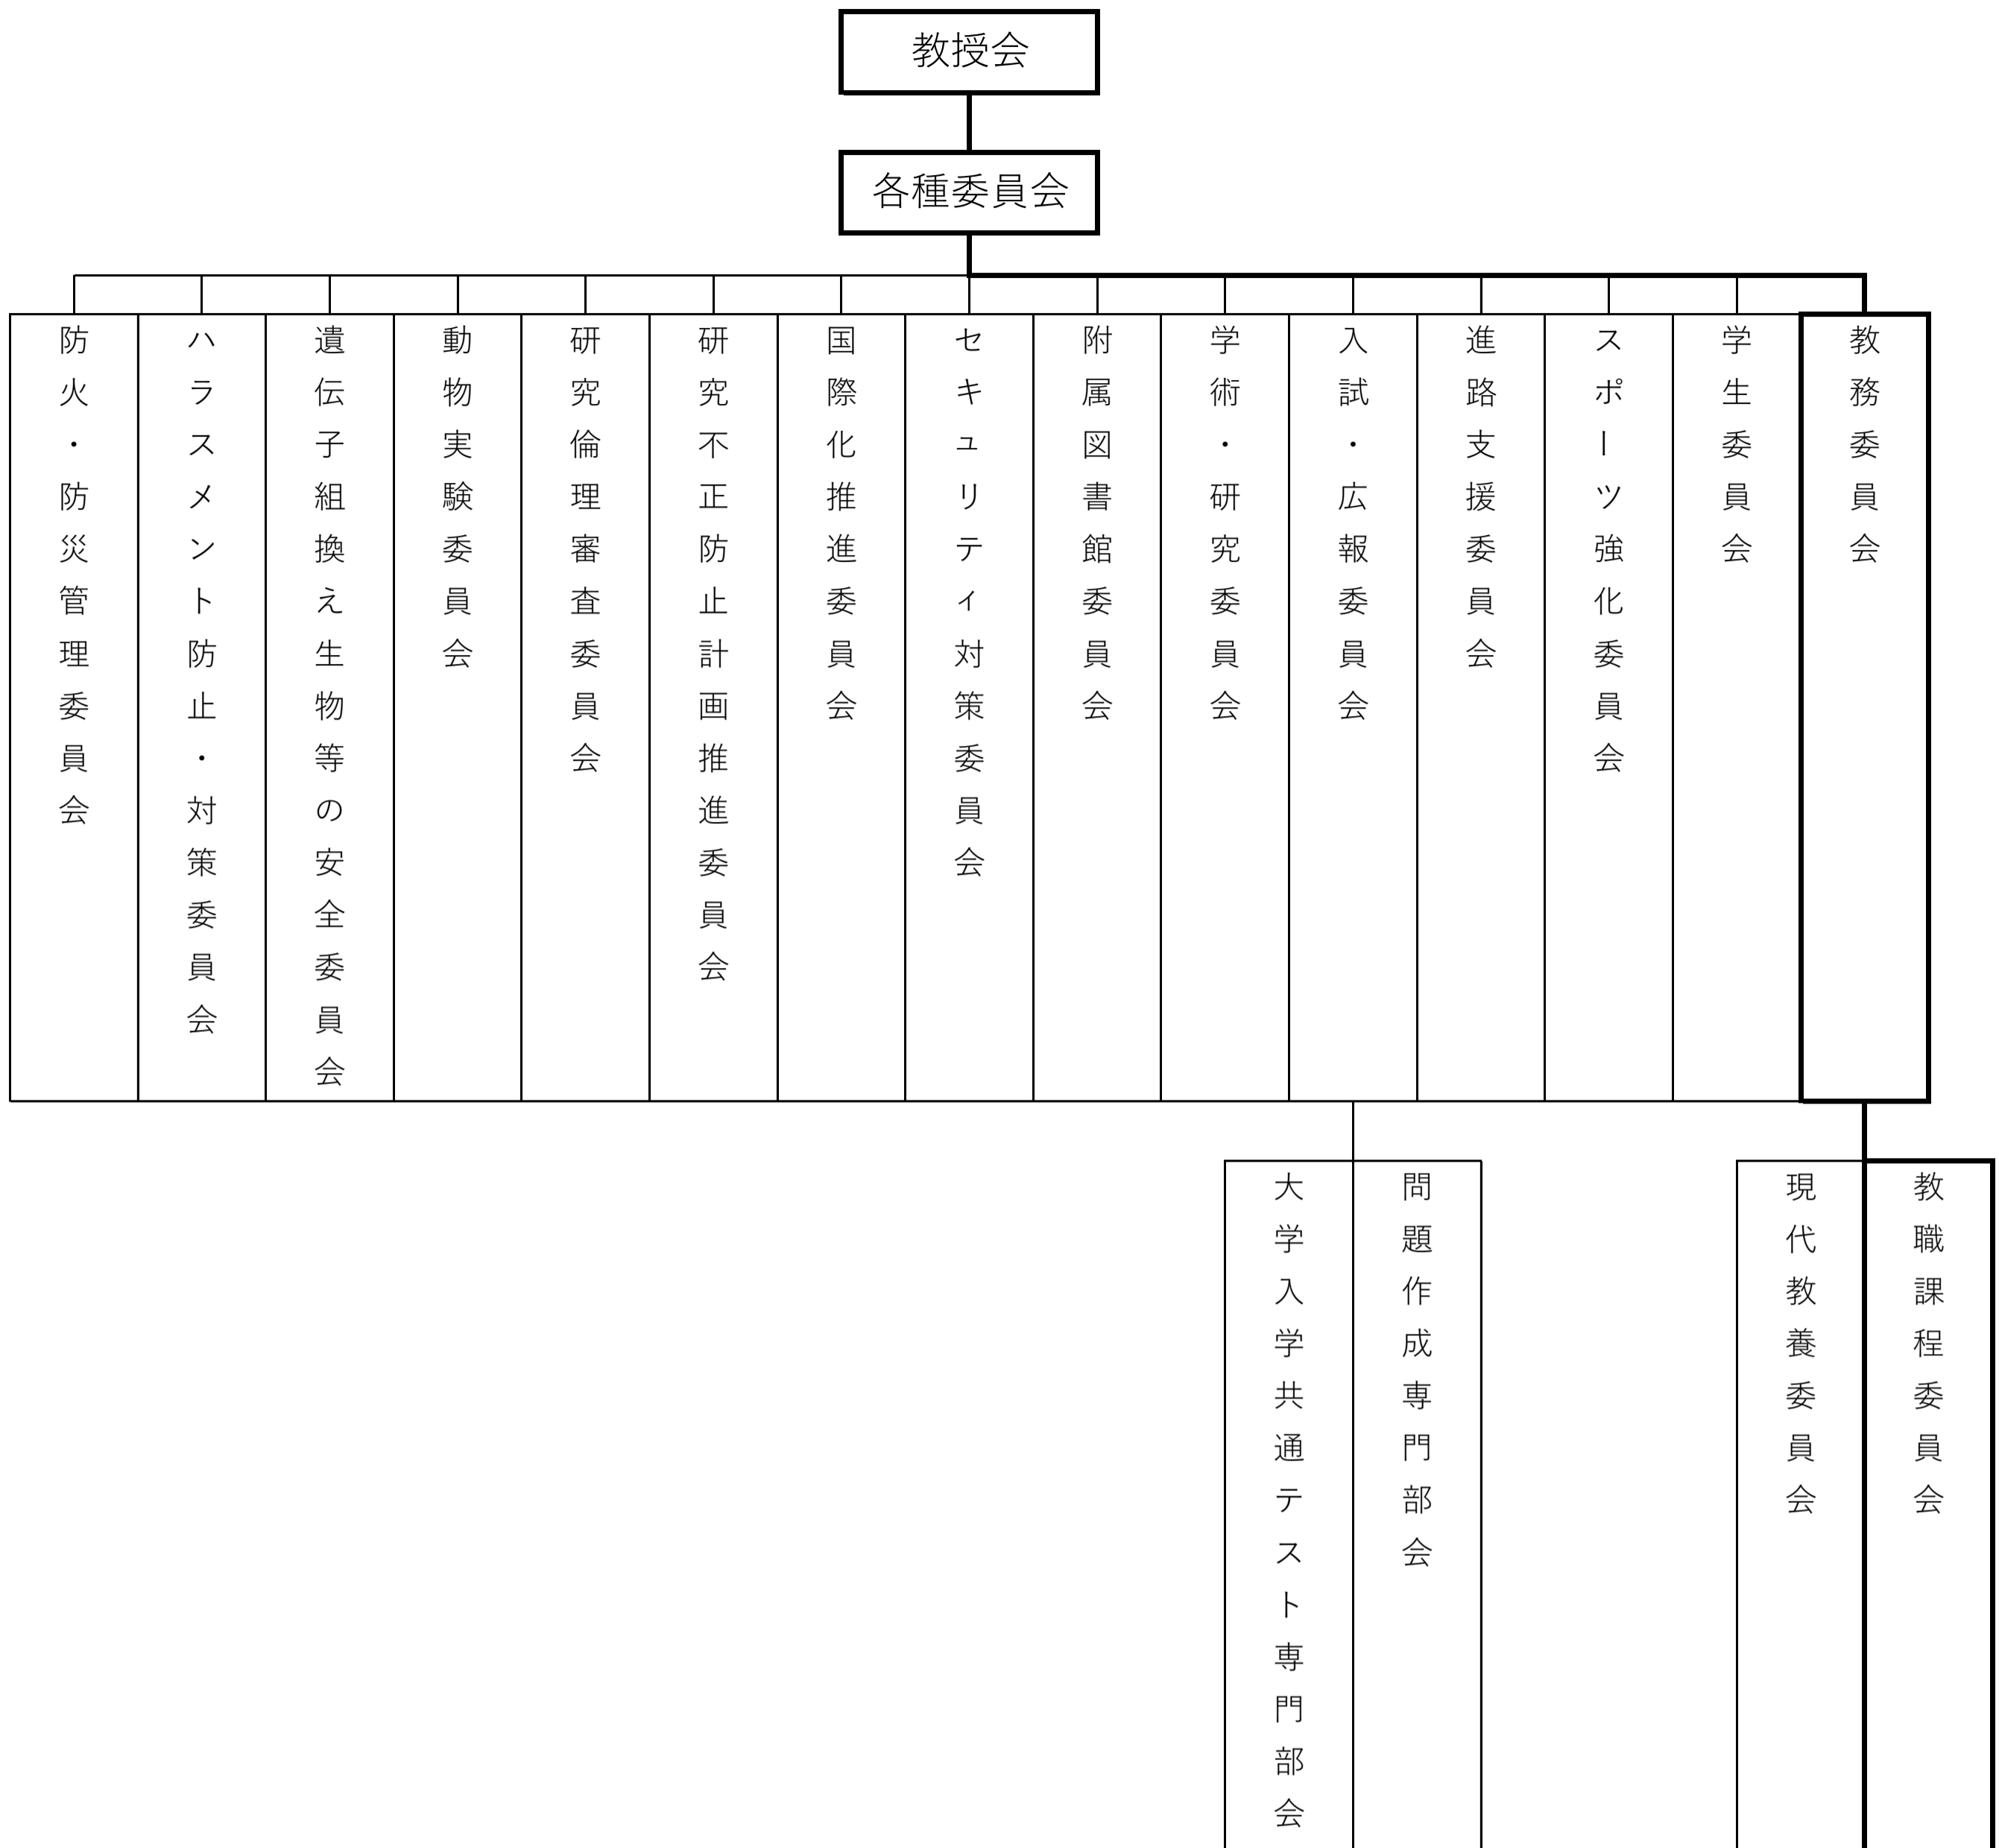 教授会
各種委員会
教務委員会
学生委員会
スポーツ強化委員会
進路支援委員会
入試・広報委員会
学術・研究委員会
附属図書館委員会
セキュリティ対策委員会
国際化推進委員会
研究不正防止計画推進委員会
研究倫理審査委員会
動物実験委員会
遺伝子組換え生物等の安全委員会
ハラスメント防止・対策委員会
防火・防災管理委員会
教職課程委員会
現代教養委員会
問題作成専門部会
大学入学共通テスト専門部会